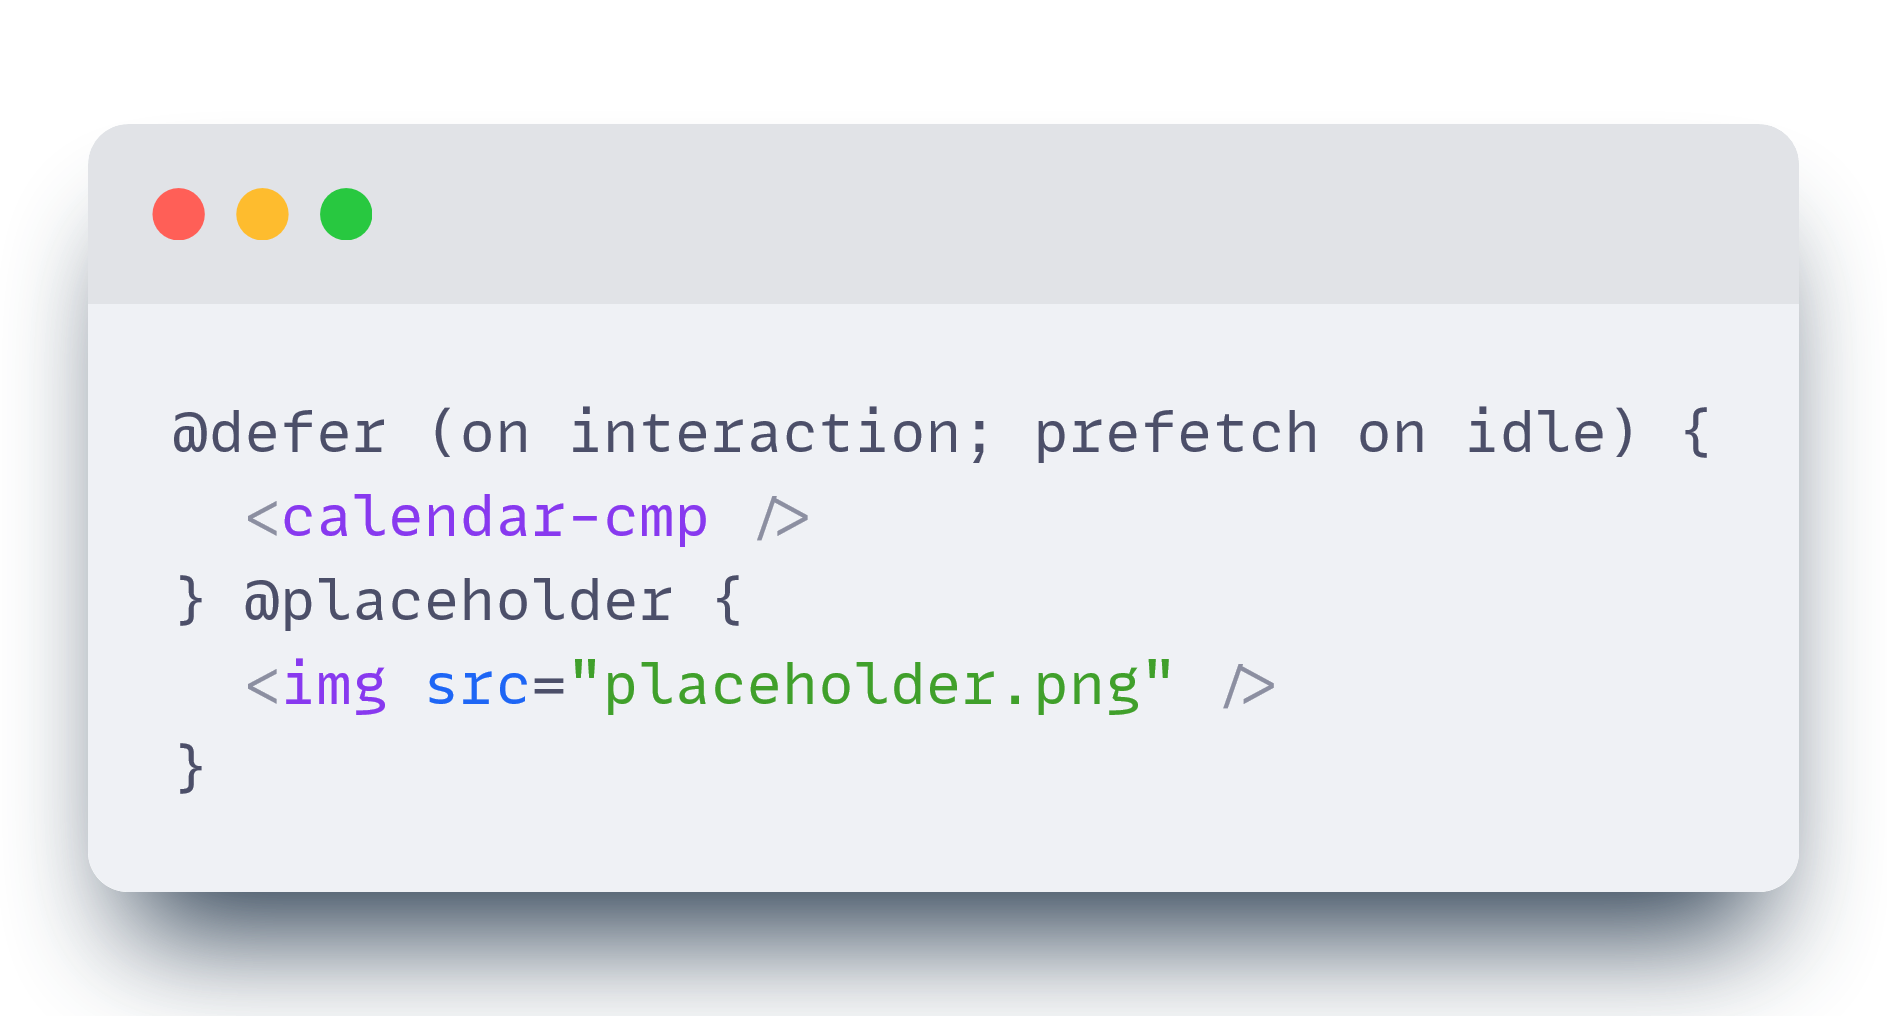 @defer (on interaction; prefetch on idle) {
  <calendar-cmp />
} @placeholder {
  <img src="placeholder.png" />
}